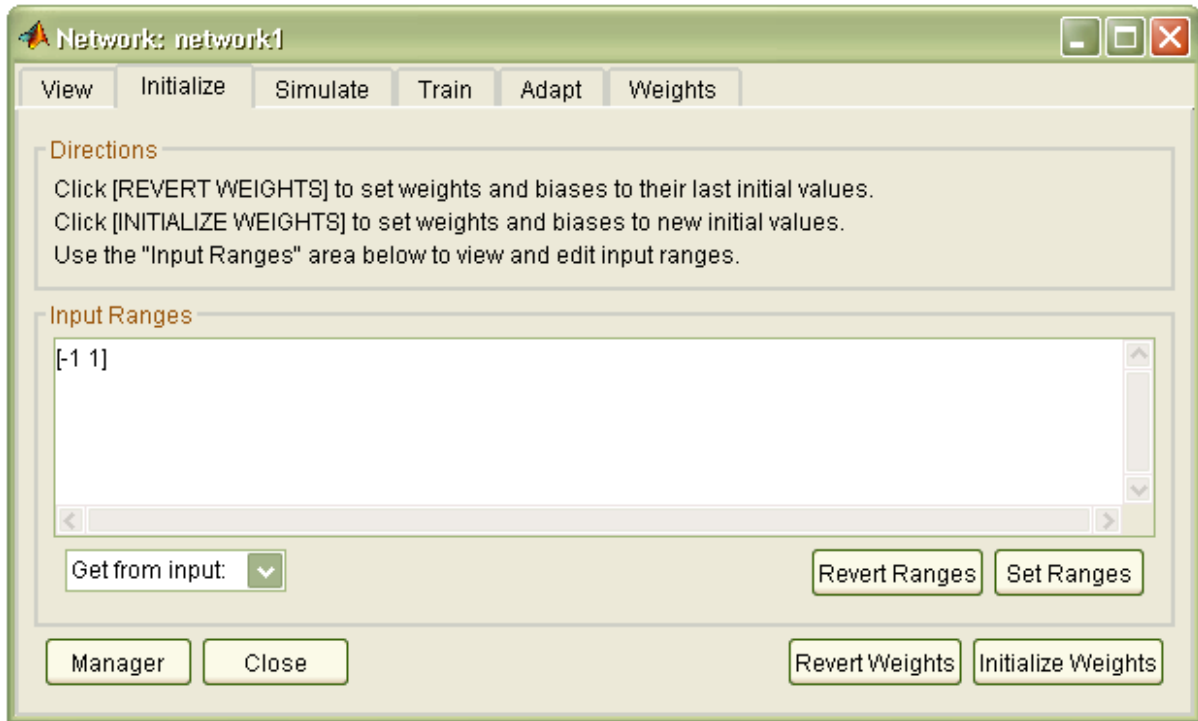 Network: network1
View Initialize Simulate Train Adapt Weights
Directions
Click [REVERT WEIGHTS] to set weights and biases to their last initial values.
Click [INITIALIZE WEIGHTS] to set weights and biases to new initial values.
Use the "Input Ranges" area below to view and edit input ranges.
Input Ranges
[-1 1]
Get from input: Revert Ranges Set Ranges
Manager Close Revert Weights Initialize Weights